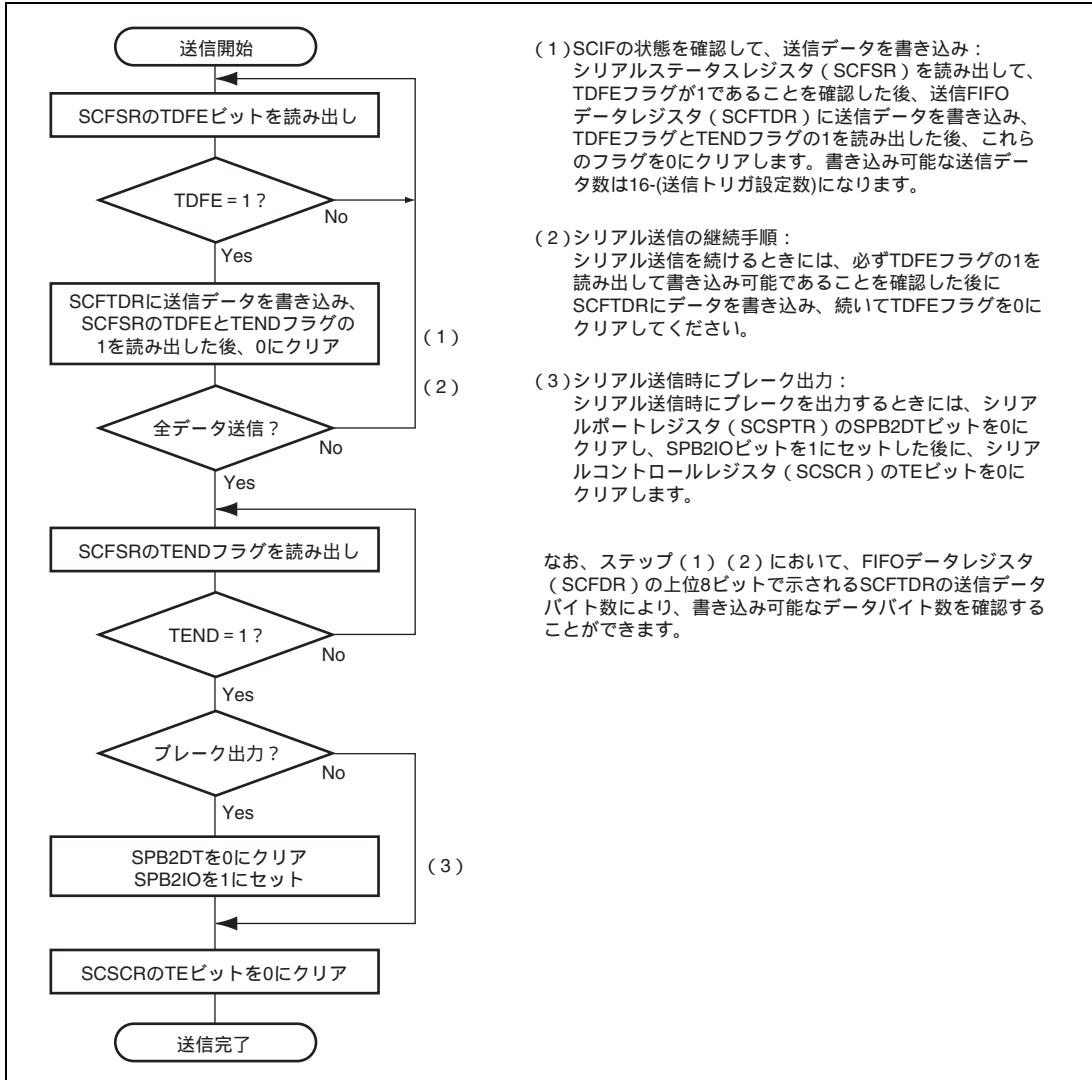 送信開始
SCFSRのTDFEビットを読み出し
TDFE = 1？
No
Yes
SCFTDRに送信データを書き込み、
SCFSRのTDFEとTENDフラグの
1を読み出した後、0にクリア
（1）
（2）
全データ送信？
No
Yes
SCFSRのTENDフラグを読み出し
TEND = 1？
No
Yes
ブレーク出力？
No
Yes
SPB2DTを0にクリア
SPB2IOを1にセット
（3）
SCSCRのTEビットを0にクリア
送信完了
（1）SCIFの状態を確認して、送信データを書き込み：
シリアルステータスレジスタ（SCFSR）を読み出して、
TDFEフラグが1であることを確認した後、送信FIFO
データレジスタ（SCFTDR）に送信データを書き込み、
TDFEフラグとTENDフラグの1を読み出した後、これら
のフラグを0にクリアします。書き込み可能な送信デー
タ数は16-(送信トリガ設定数)になります。
（2）シリアル送信の継続手順：
シリアル送信を続けるときには、必ずTDFEフラグの1を
読み出して書き込み可能であることを確認した後に
SCFTDRにデータを書き込み、続いてTDFEフラグを0に
クリアしてください。
（3）シリアル送信時にブレーク出力：
シリアル送信時にブレークを出力するときには、シリア
ルポートレジスタ（SCSPTR）のSPB2DTビットを0に
クリアし、SPB2IOビットを1にセットした後に、シリア
ルコントロールレジスタ（SCSCR）のTEビットを0に
クリアします。
なお、ステップ（1）（2）において、FIFOデータレジスタ
（SCFDR）の上位8ビットで示されるSCFTDRの送信データ
バイト数により、書き込み可能なデータバイト数を確認する
ことができます。